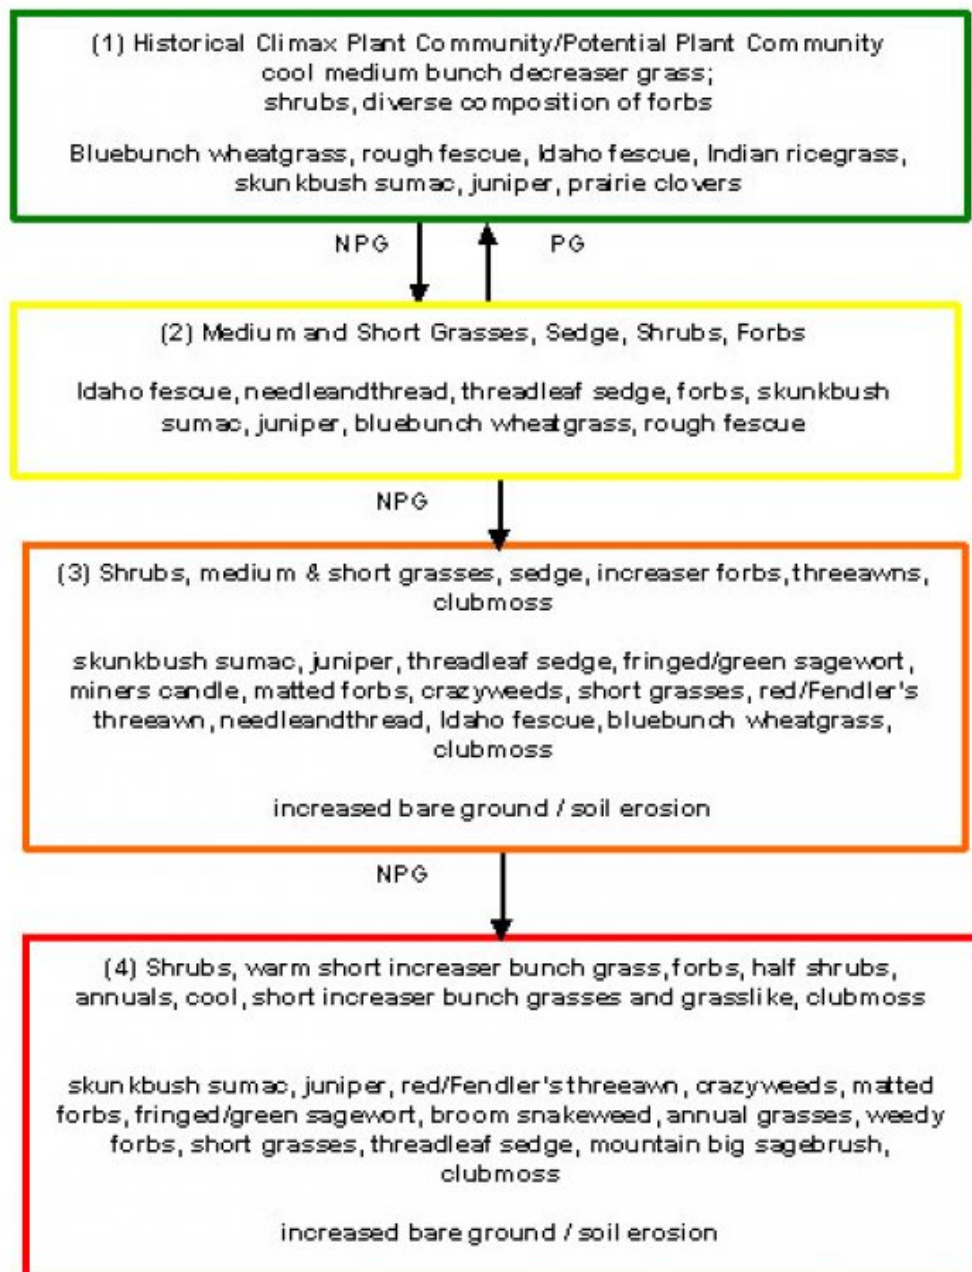 (1) Historical Climax Plant Community/Potential Plant Community
cool medium bunch decreaser grass;
shrubs, diverse composition of forbs
Bluebunch wheatgrass, rough fescue, Idaho fescue, Indian ricegrass,
skunkbush sumac, juniper, prairie clovers
NPG PG
(2) Medium and Short Grasses, Sedge, Shrubs, Forbs
Idaho fescue, needleandthread, threadleaf sedge, forbs, skunkbush
sumac, juniper, bluebunch wheatgrass, rough fescue
NPG
(3) Shrubs, medium & short grasses, sedge, increaser forbs, threeawns,
clubmoss
skunkbush sumac, juniper, threadleaf sedge, fringed/green sagewort,
miners candle, matted forbs, crazyweeds, short grasses, red/Fendler's
threeawn, needleandthread, Idaho fescue, bluebunch wheatgrass,
clubmoss
increased bare ground / soil erosion
NPG
(4) Shrubs, warm short increaser bunch grass, forbs, half shrubs,
annuals, cool, short increaser bunch grasses and grasslike, clubmoss
skunkbush sumac, juniper, red/Fendler's threeawn, crazyweeds, matted
forbs, fringed/green sagewort, broom snakeweed, annual grasses, weedy
forbs, short grasses, threadleaf sedge, mountain big sagebrush,
clubmoss
increased bare ground / soil erosion